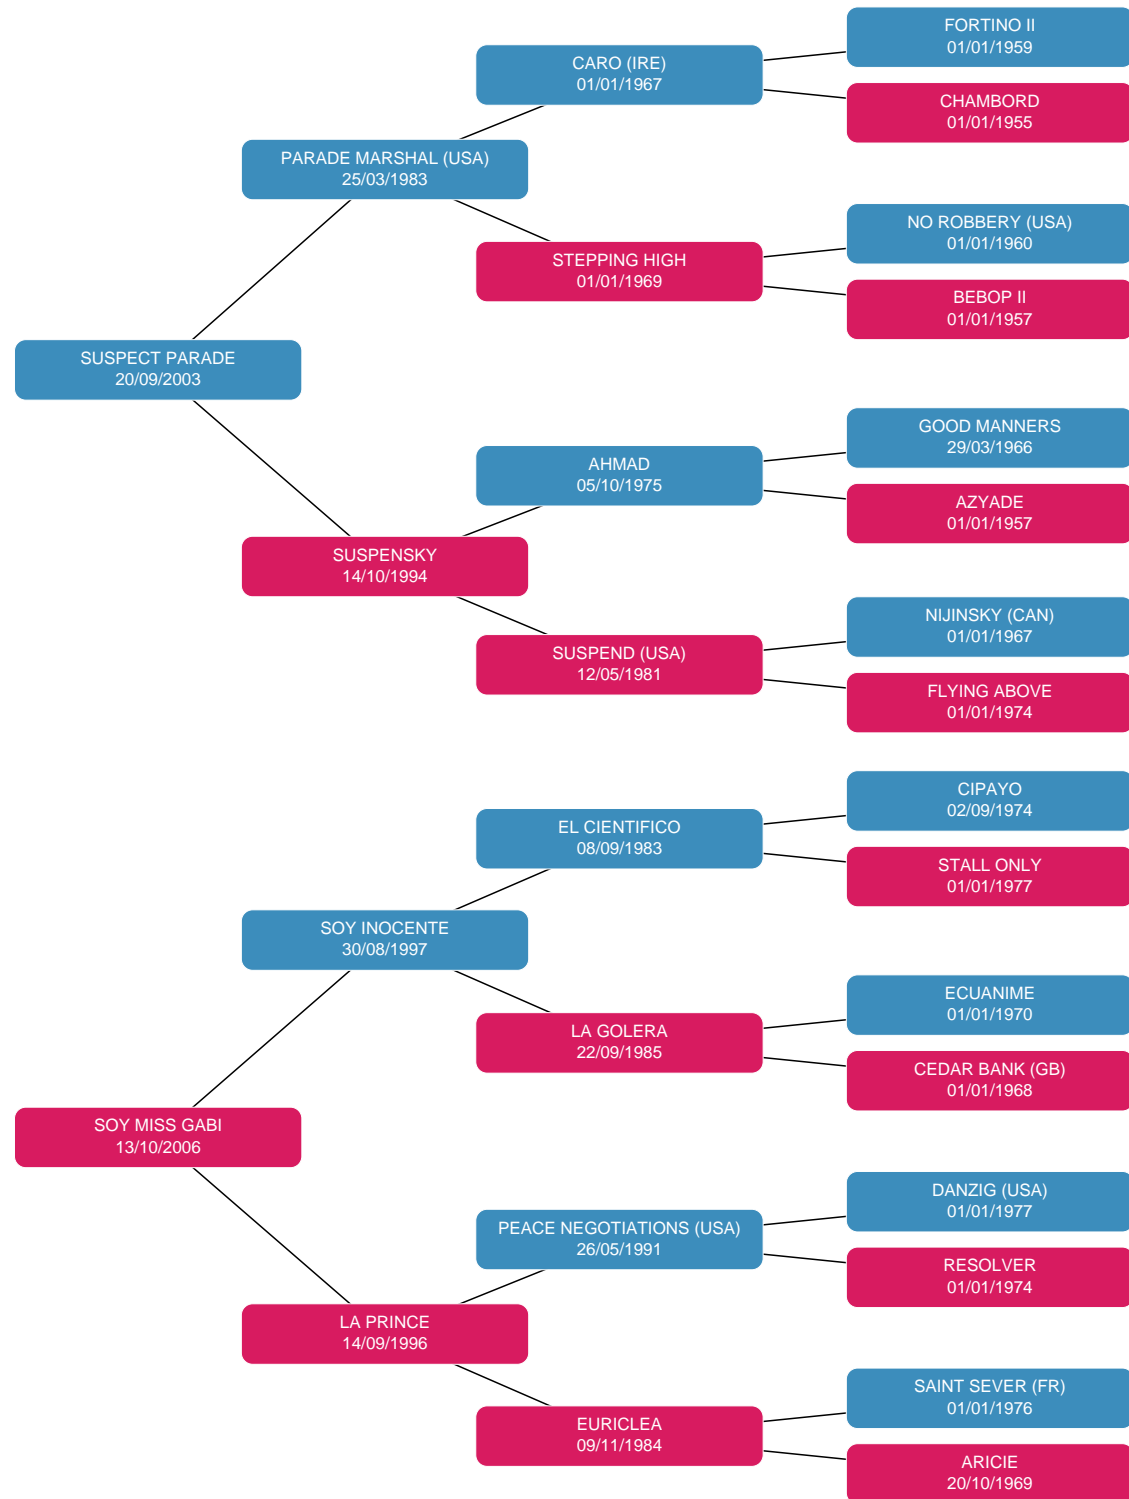 FORTINO II
01/01/1959
CARO (IRE)
01/01/1967
CHAMBORD
01/01/1955
PARADE MARSHAL (USA)
25/03/1983
NO ROBBERY (USA)
01/01/1960
STEPPING HIGH
01/01/1969
BEBOP II
01/01/1957
SUSPECT PARADE
20/09/2003
GOOD MANNERS
29/03/1966
AHMAD
05/10/1975
AZYADE
01/01/1957
SUSPENSKY
14/10/1994
NIJINSKY (CAN)
01/01/1967
SUSPEND (USA)
12/05/1981
FLYING ABOVE
01/01/1974
CIPAYO
02/09/1974
EL CIENTIFICO
08/09/1983
STALL ONLY
01/01/1977
SOY INOCENTE
30/08/1997
ECUANIME
01/01/1970
LA GOLERA
22/09/1985
CEDAR BANK (GB)
01/01/1968
SOY MISS GABI
13/10/2006
DANZIG (USA)
01/01/1977
PEACE NEGOTIATIONS (USA)
26/05/1991
RESOLVER
01/01/1974
LA PRINCE
14/09/1996
SAINT SEVER (FR)
01/01/1976
EURICLEA
09/11/1984
ARICIE
20/10/1969